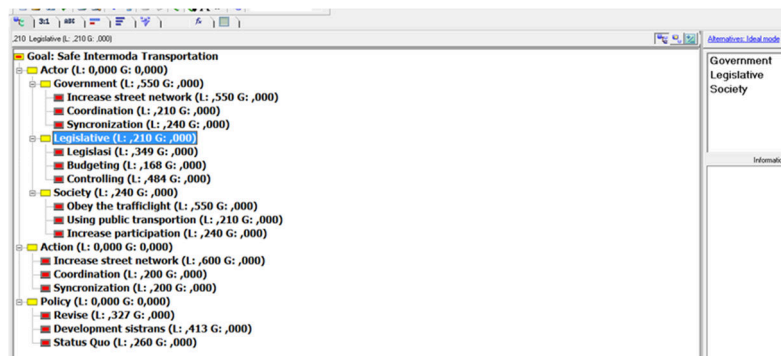 3:1
ABC
,210 Legislative (L: ,210 G: ,000)
Alternatives: Ideal mode
Goal: Safe Intermoda Transportation
Actor (L: 0,000 G: 0,000)
Government (L: ,550 G: ,000)
Increase street network (L: ,550 G: ,000)
Coordination (L: ,210 G: ,000)
Syncronization (L: ,240 G: ,000)
Legislative (L: ,210 G: ,000)
Legislasi (L: ,349 G: ,000)
Budgeting (L: ,168 G: ,000)
Controlling (L: ,484 G: ,000)
Society (L: ,240 G: ,000)
Obey the trafficlight (L: ,550 G: ,000)
Using public transportion (L: ,210 G: ,000)
Increase participation (L: ,240 G: ,000)
Action (L: 0,000 G: 0,000)
Increase street network (L: ,600 G: ,000)
Coordination (L: ,200 G: ,000)
Syncronization (L: ,200 G: ,000)
Policy (L: 0,000 G: 0,000)
Revise (L: ,327 G: ,000)
Development sistrans (L: ,413 G: ,000)
Status Quo (L: ,260 G: ,000)
Government
Legislative
Society
Informatio